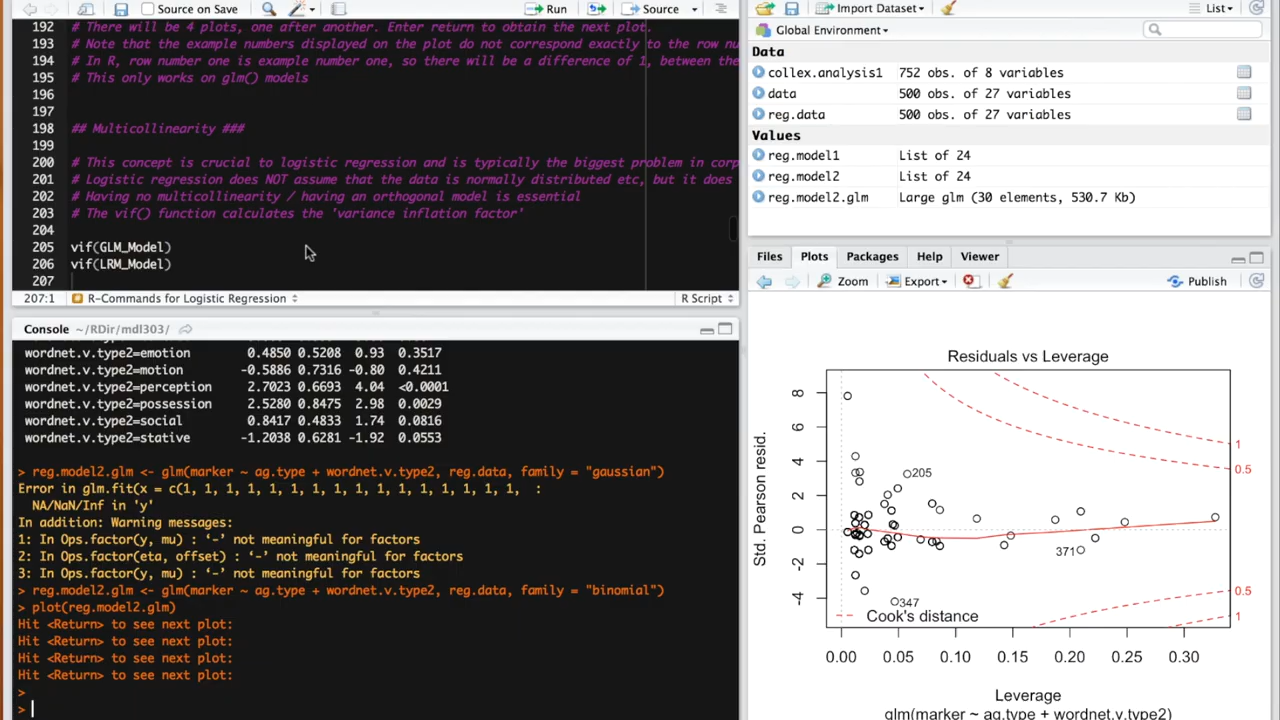 Source on Save
Run
Source
192 # There will be 4 plots, one after another. Enter return to obtain the next plot.
193 # Note that the example numbers displayed on the plot do not correspond exactly to the row nu
194 # In R, row number one is example number one, so there will be a difference of 1, between the
195 # This only works on glm() models
196
197
198 ## Multicollinearity ###
199
200 # This concept is crucial to logistic regression and is typically the biggest problem in corp
201 # Logistic regression does NOT assume that the data is normally distributed etc, but it does
202 # Having no multicollinearity / having an orthogonal model is essential
203 # The vif() function calculates the 'variance inflation factor'
204
205 vif(GLM_Model)
206 vif(LRM_Model)
207
207:1 R-Commands for Logistic Regression R Script
Console ~/RDir/mdl303/
wordnet.v.type2=emotion 0.4850 0.5208 0.93 0.3517
wordnet.v.type2=motion -0.5886 0.7316 -0.80 0.4211
wordnet.v.type2=perception 2.7023 0.6693 4.04 <0.0001
wordnet.v.type2=possession 2.5280 0.8475 2.98 0.0029
wordnet.v.type2=social 0.8417 0.4833 1.74 0.0816
wordnet.v.type2=stative -1.2038 0.6281 -1.92 0.0553
> reg.model2.glm <- glm(marker ~ ag.type + wordnet.v.type2, reg.data, family = "gaussian")
Error in glm.fit(x = c(1, 1, 1, 1, 1, 1, 1, 1, 1, 1, 1, 1, 1, 1, 1, :
NA/NaN/Inf in 'y'
In addition: Warning messages:
1: In Ops.factor(y, mu) : ‘-’ not meaningful for factors
2: In Ops.factor(eta, offset) : ‘-’ not meaningful for factors
3: In Ops.factor(y, mu) : ‘-’ not meaningful for factors
> reg.model2.glm <- glm(marker ~ ag.type + wordnet.v.type2, reg.data, family = "binomial")
> plot(reg.model2.glm)
Hit <Return> to see next plot:
Hit <Return> to see next plot:
Hit <Return> to see next plot:
Hit <Return> to see next plot:
>
>
Import Dataset List
Global Environment
Data
collex.analysis1 752 obs. of 8 variables
data 500 obs. of 27 variables
reg.data 500 obs. of 27 variables
Values
reg.model1 List of 24
reg.model2 List of 24
reg.model2.glm Large glm (30 elements, 530.7 Kb)
Files Plots Packages Help Viewer
Zoom Export Publish
Residuals vs Leverage
Std. Pearson resid.
8
6
4
2
0
-2
-4
205
371
347
1
0.5
0.5
1
Cook's distance
0.00 0.05 0.10 0.15 0.20 0.25 0.30
Leverage
glm(marker ~ ag.type + wordnet.v.type2)